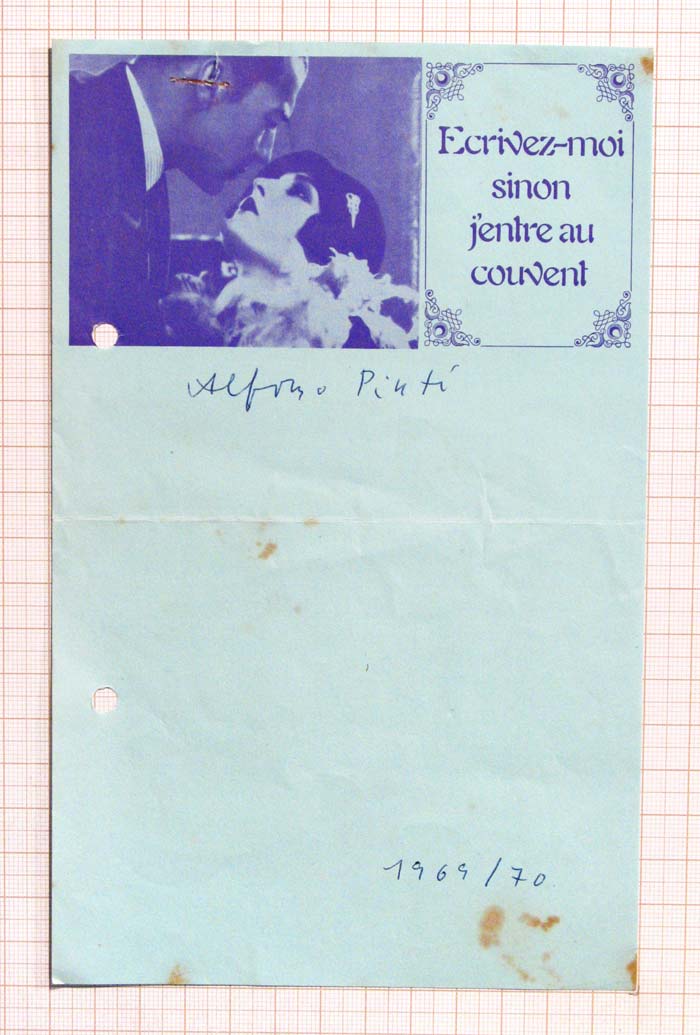 Ecrivez-moi
sinon
j'entre au
couvent
Alfonso Pinti
1969/70